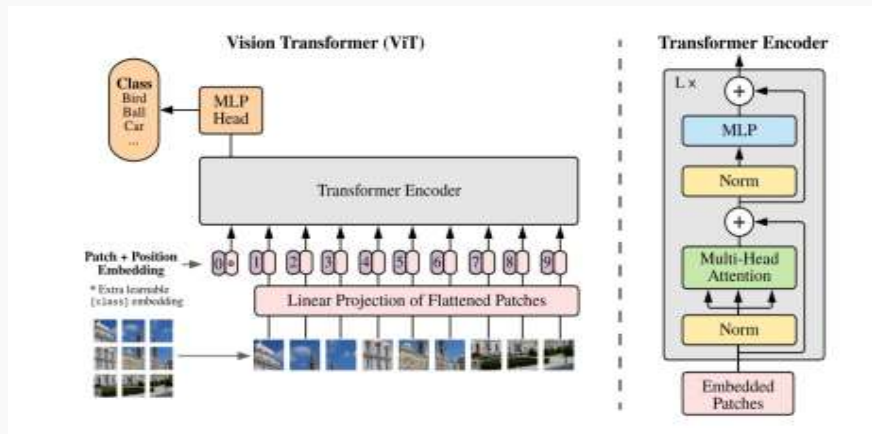 Vision Transformer (ViT)
Class
Bird
Ball
Car
...
MLP
Head
Transformer Encoder
Patch + Position
Embedding
0 * 1 2 3 4 5 6 7 8 9
* Extra learnable
[class] embedding
Linear Projection of Flattened Patches
Transformer Encoder
L ×
+
MLP
Norm
+
Multi-Head
Attention
Norm
Embedded
Patches